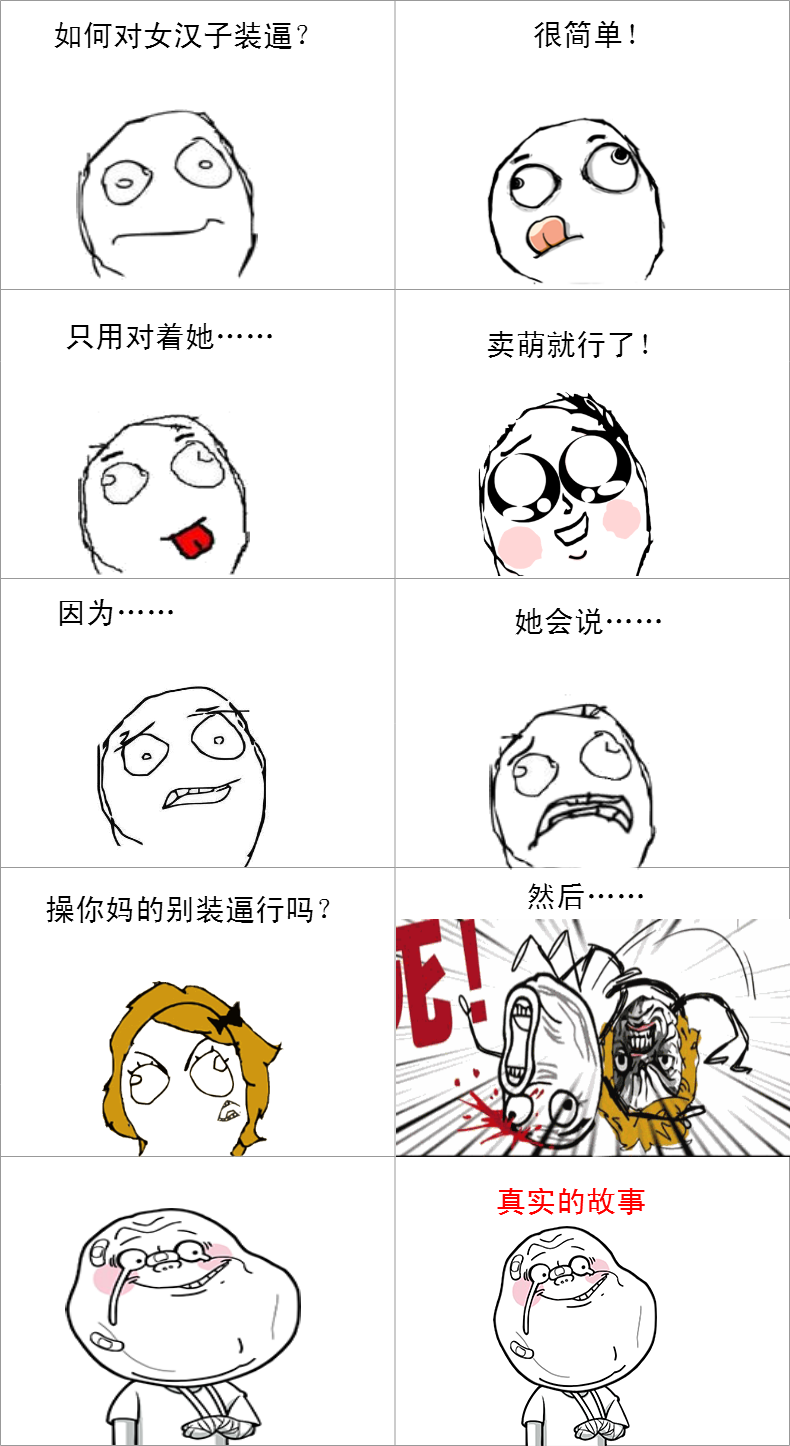 如何对女汉子装逼？
很简单！
只用对着她……
卖萌就行了！
因为……
她会说……
操你妈的别装逼行吗？
然后……
死！
真实的故事